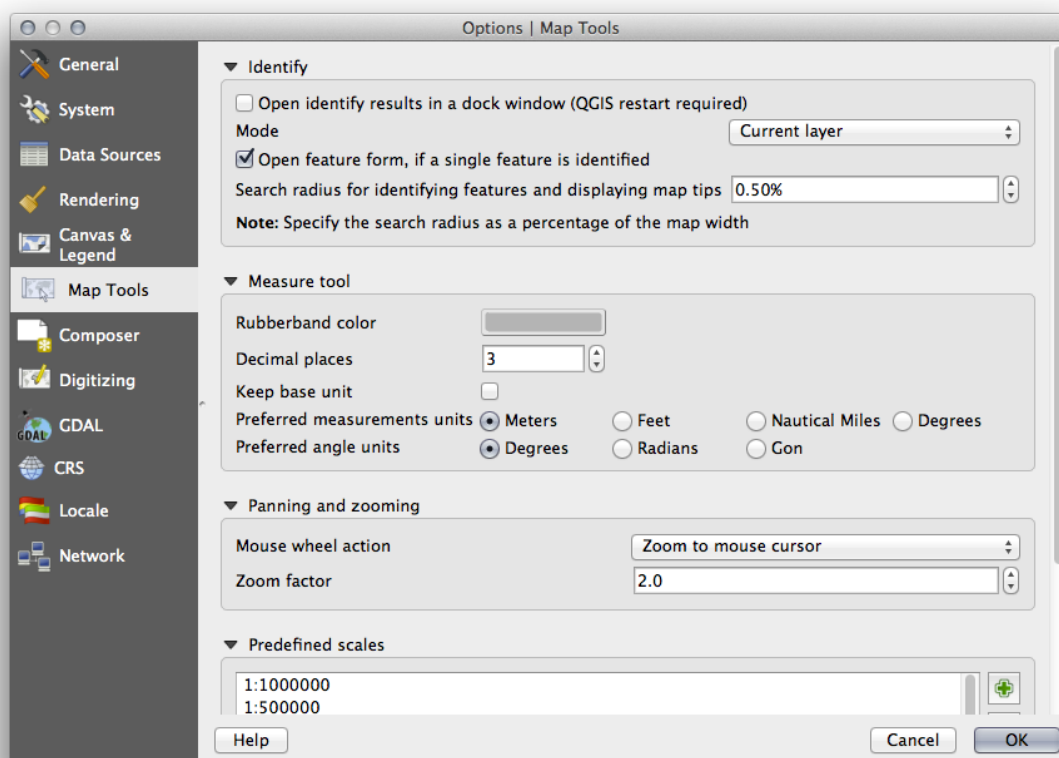 Options | Map Tools
General
System
Data Sources
Rendering
Canvas &
Legend
Map Tools
Composer
Digitizing
GDAL
GDAL
CRS
Locale
Network
Identify
Open identify results in a dock window (QGIS restart required)
Mode
Current layer
Open feature form, if a single feature is identified
Search radius for identifying features and displaying map tips 0.50%
Note: Specify the search radius as a percentage of the map width
Measure tool
Rubberband color
Decimal places 3
Keep base unit
Preferred measurements units Meters Feet Nautical Miles Degrees
Preferred angle units Degrees Radians Gon
Panning and zooming
Mouse wheel action Zoom to mouse cursor
Zoom factor 2.0
Predefined scales
1:1000000
1:500000
Help Cancel OK